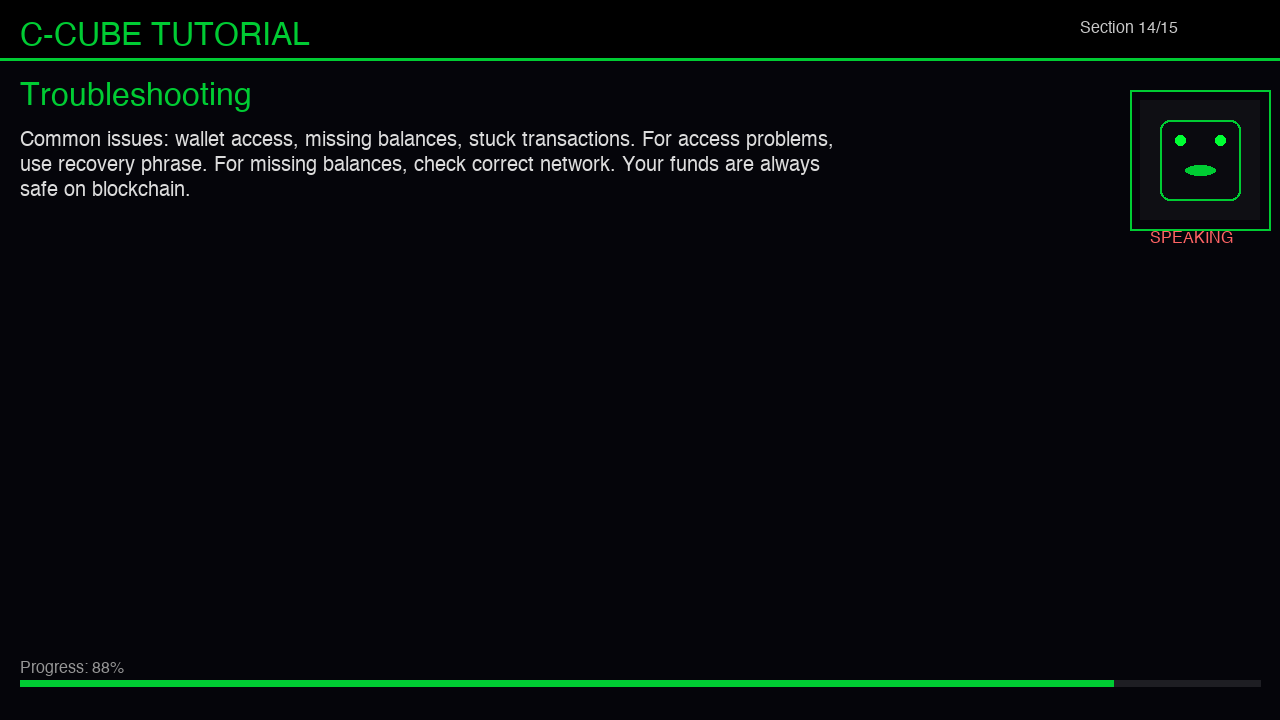 C-CUBE TUTORIAL
Section 14/15
Troubleshooting
Common issues: wallet access, missing balances, stuck transactions. For access problems,
use recovery phrase. For missing balances, check correct network. Your funds are always
safe on blockchain.
SPEAKING
Progress: 88%